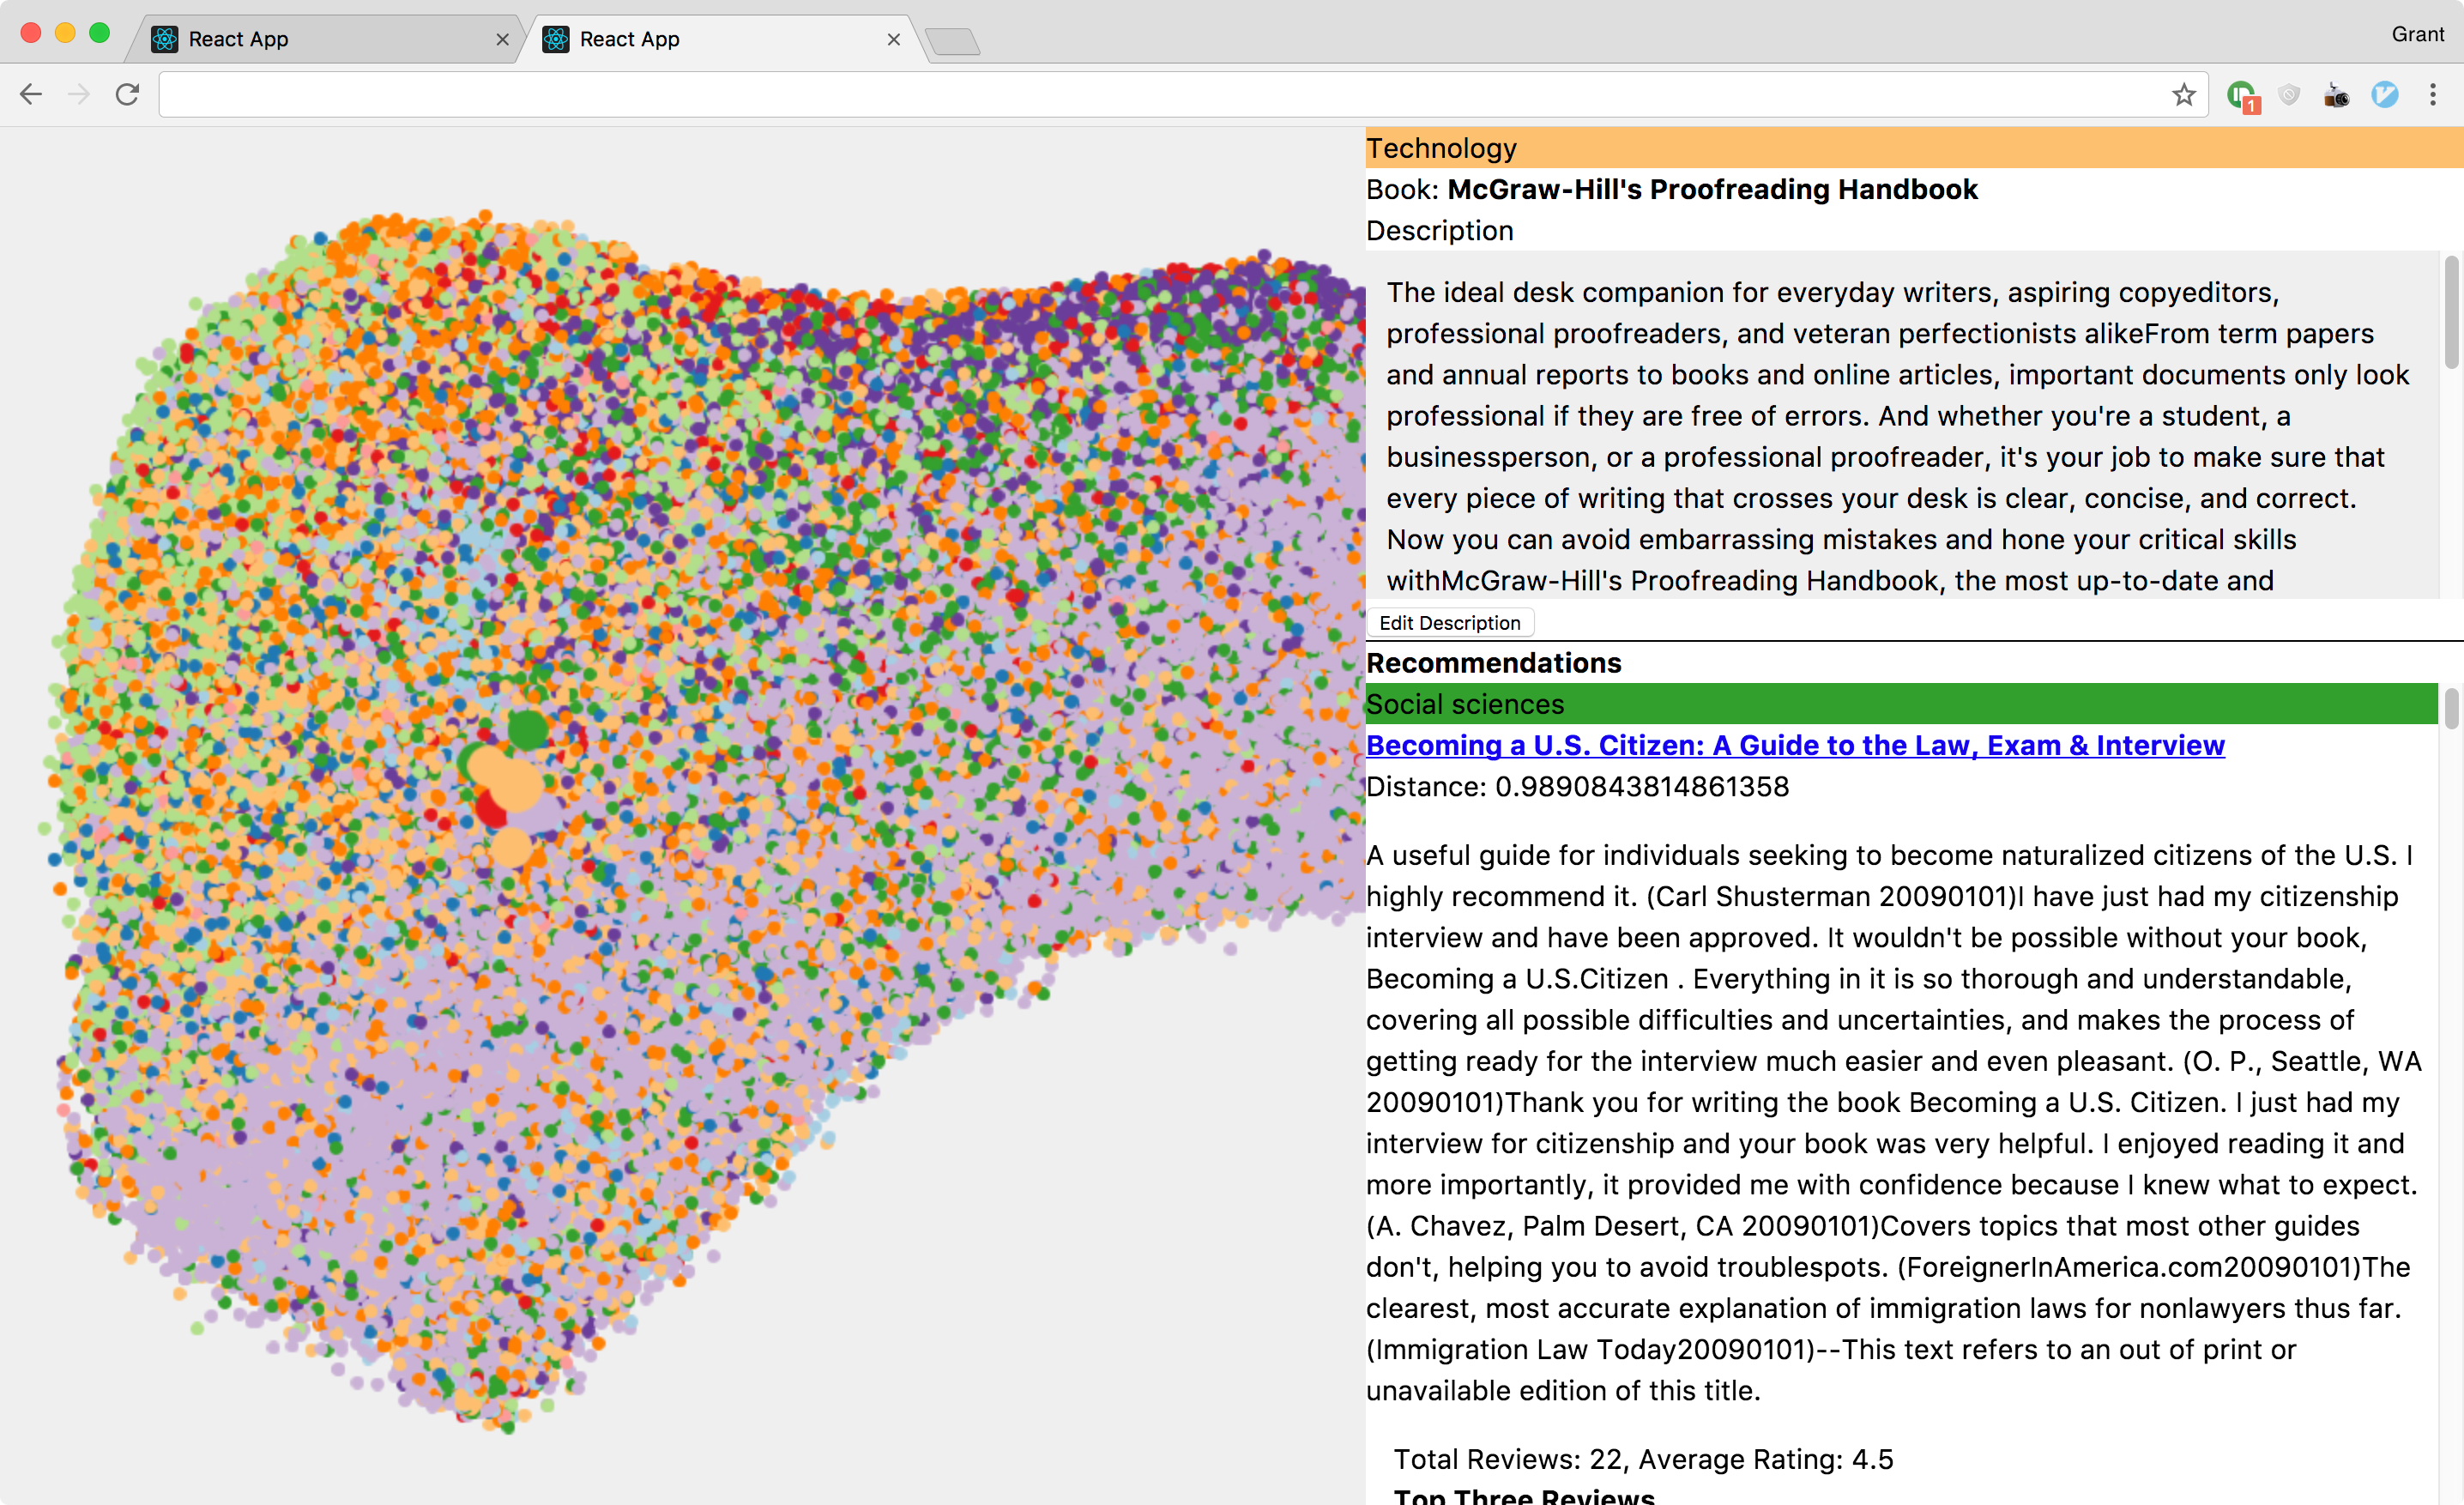 React App
React App
Grant
1
Technology
Book: McGraw-Hill's Proofreading Handbook
Description
The ideal desk companion for everyday writers, aspiring copyeditors,
professional proofreaders, and veteran perfectionists alikeFrom term papers
and annual reports to books and online articles, important documents only look
professional if they are free of errors. And whether you're a student, a
businessperson, or a professional proofreader, it's your job to make sure that
every piece of writing that crosses your desk is clear, concise, and correct.
Now you can avoid embarrassing mistakes and hone your critical skills
withMcGraw-Hill's Proofreading Handbook, the most up-to-date and
Edit Description
Recommendations
Social sciences
Becoming a U.S. Citizen: A Guide to the Law, Exam & Interview
Distance: 0.9890843814861358
A useful guide for individuals seeking to become naturalized citizens of the U.S. I
highly recommend it. (Carl Shusterman 20090101)I have just had my citizenship
interview and have been approved. It wouldn't be possible without your book,
Becoming a U.S.Citizen . Everything in it is so thorough and understandable,
covering all possible difficulties and uncertainties, and makes the process of
getting ready for the interview much easier and even pleasant. (O. P., Seattle, WA
20090101)Thank you for writing the book Becoming a U.S. Citizen. I just had my
interview for citizenship and your book was very helpful. I enjoyed reading it and
more importantly, it provided me with confidence because I knew what to expect.
(A. Chavez, Palm Desert, CA 20090101)Covers topics that most other guides
don't, helping you to avoid troublespots. (ForeignerInAmerica.com20090101)The
clearest, most accurate explanation of immigration laws for nonlawyers thus far.
(Immigration Law Today20090101)--This text refers to an out of print or
unavailable edition of this title.
Total Reviews: 22, Average Rating: 4.5
Top Three Reviews